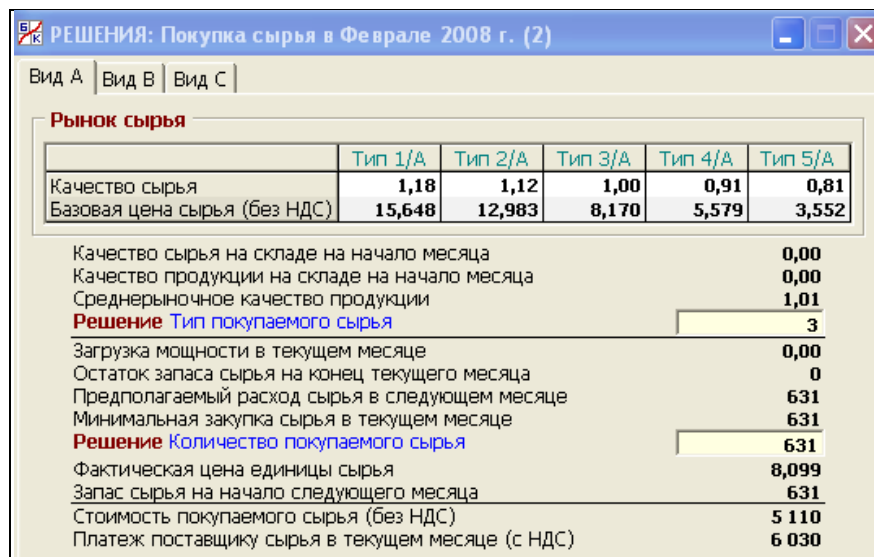 РЕШЕНИЯ: Покупка сырья в Феврале 2008 г. (2)
Вид A Вид B Вид C
Рынок сырья
Тип 1/A Тип 2/A Тип 3/A Тип 4/A Тип 5/A
Качество сырья 1,18 1,12 1,00 0,91 0,81
Базовая цена сырья (без НДС) 15,648 12,983 8,170 5,579 3,552
Качество сырья на складе на начало месяца 0,00
Качество продукции на складе на начало месяца 0,00
Среднерыночное качество продукции 1,01
Решение Тип покупаемого сырья 3
Загрузка мощности в текущем месяце 0,00
Остаток запаса сырья на конец текущего месяца 0
Предполагаемый расход сырья в следующем месяце 631
Минимальная закупка сырья в текущем месяце 631
Решение Количество покупаемого сырья 631
Фактическая цена единицы сырья 8,099
Запас сырья на начало следующего месяца 631
Стоимость покупаемого сырья (без НДС) 5 110
Платеж поставщику сырья в текущем месяце (с НДС) 6 030